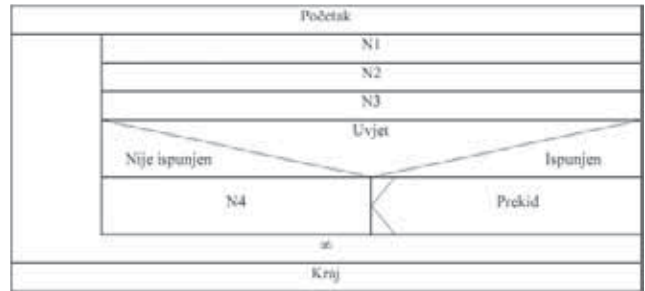 Početak
N1
N2
N3
Uvjet
Nije ispunjen
Ispunjen
N4
Prekid
∞
Kraj